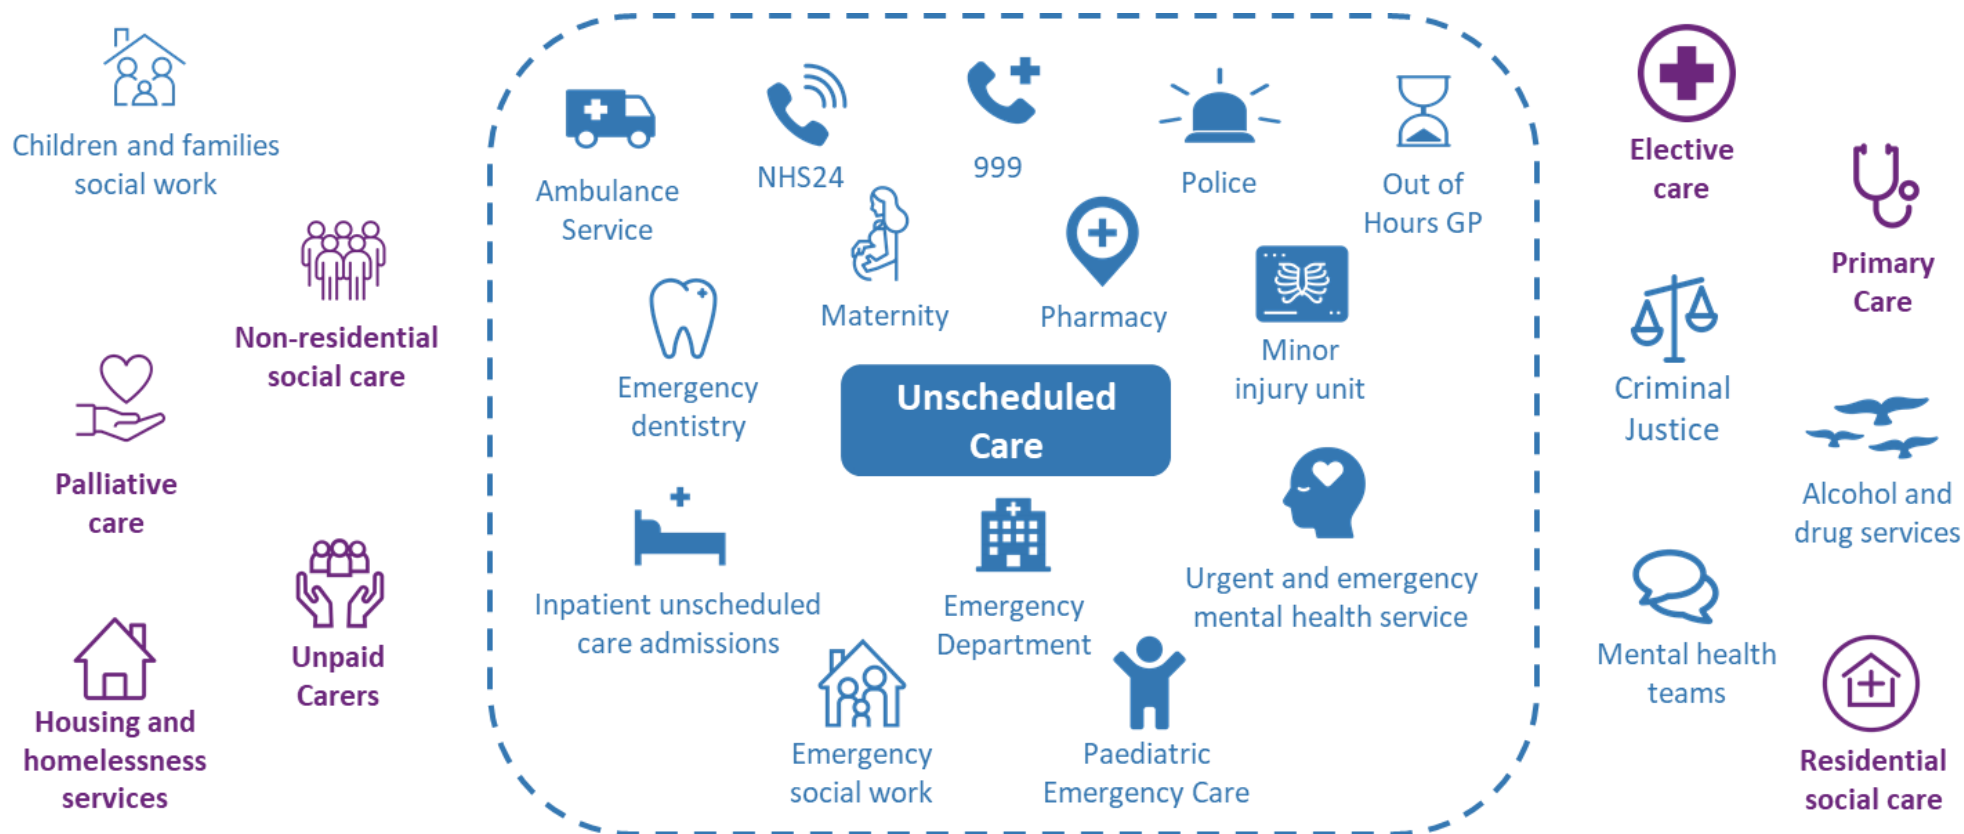 Children and families
social work
Non-residential
social care
Palliative
care
Unpaid
Carers
Housing and
homelessness
services
Ambulance
Service
NHS24
999
Police
Out of
Hours GP
Maternity
Pharmacy
Minor
injury unit
Emergency
dentistry
Unscheduled
Care
Inpatient unscheduled
care admissions
Emergency
Department
Urgent and emergency
mental health service
Emergency
social work
Paediatric
Emergency Care
Elective
care
Primary
Care
Criminal
Justice
Alcohol and
drug services
Mental health
teams
Residential
social care